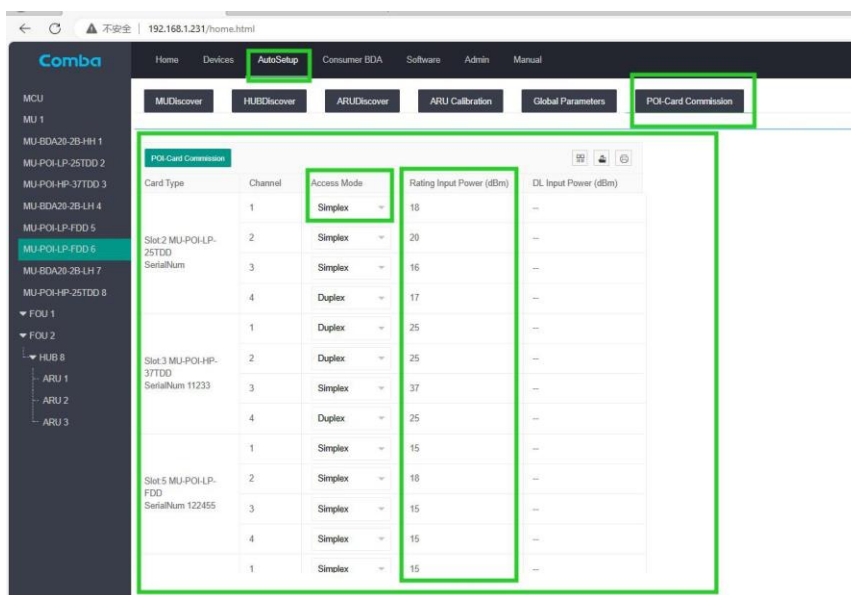 不安全 | 192.168.1.231/home.html
Comba
Home Devices AutoSetup Consumer BDA Software Admin Manual
MCU
MU 1
MU-BDA20-2B-HH 1
MU-POI-LP-25TDD 2
MU-POI-HP-37TDD 3
MU-BDA20-2B-LH 4
MU-POI-LP-FDD 5
MU-POI-LP-FDD 6
MU-BDA20-2B-LH 7
MU-POI-HP-25TDD 8
FOU 1
FOU 2
HUB 8
ARU 1
ARU 2
ARU 3
MUDiscover HUBDiscover ARUDiscover ARU Calibration Global Parameters POI-Card Commission
POI-Card Commission
Card Type Channel Access Mode Rating Input Power (dBm) DL Input Power (dBm)
Slot:2 MU-POI-LP-
25TDD
SerialNum
1 Simplex 18 --
2 Simplex 20 --
3 Simplex 16 --
4 Duplex 17 --
Slot:3 MU-POI-HP-
37TDD
SerialNum 11233
1 Duplex 25 --
2 Duplex 25 --
3 Simplex 37 --
4 Duplex 25 --
Slot:5 MU-POI-LP-
FDD
SerialNum 122455
1 Simplex 15 --
2 Simplex 18 --
3 Simplex 15 --
4 Simplex 15 --
1 Simplex 15 --